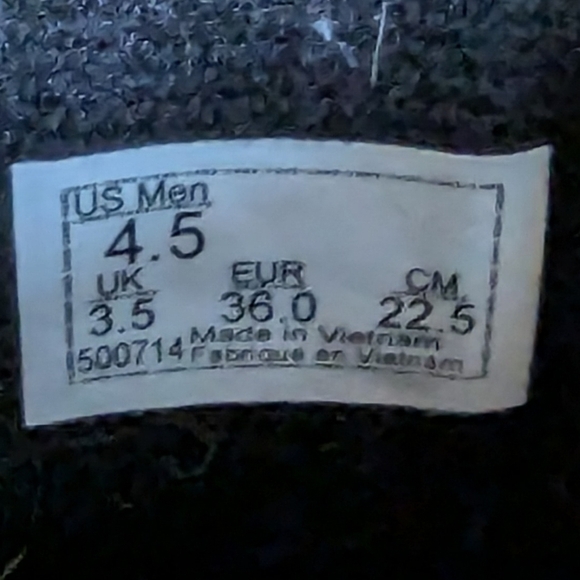 US Men
4.5
UK EUR CM
3.5 36.0 22.5
500714 Made in Vietnam
Fabriqué en Vietnam